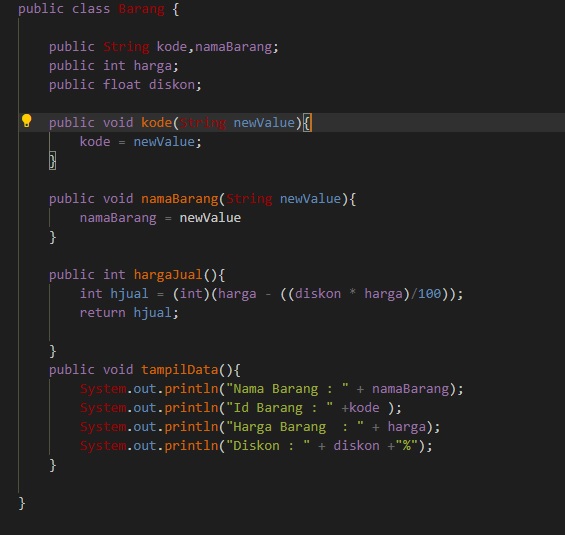 public class Barang {
public String kode,namaBarang;
public int harga;
public float diskon;
public void kode(String newValue){
kode = newValue;
}
public void namaBarang(String newValue){
namaBarang = newValue
}
public int hargaJual(){
int hjual = (int)(harga - ((diskon * harga)/100));
return hjual;
}
public void tampilData(){
System.out.println("Nama Barang : " + namaBarang);
System.out.println("Id Barang : " +kode );
System.out.println("Harga Barang  : " + harga);
System.out.println("Diskon : " + diskon +"%");
}
}